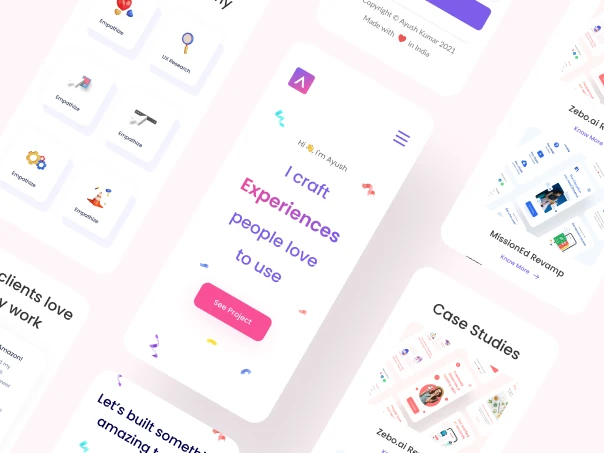 Empathize
UX Research
Empathize
Empathize
Empathize
Empathize
clients love
work
Amazon!
Copyright © Ayush Kumar 2021
Made with ❤️ in India
Hi 👋, I'm Ayush
I craft
Experiences
people love
to use
See Project
Let's built something
amazing
Zebo.ai
Know More
MissionEd Revamp
Know More →
Case Studies
Zebo.ai